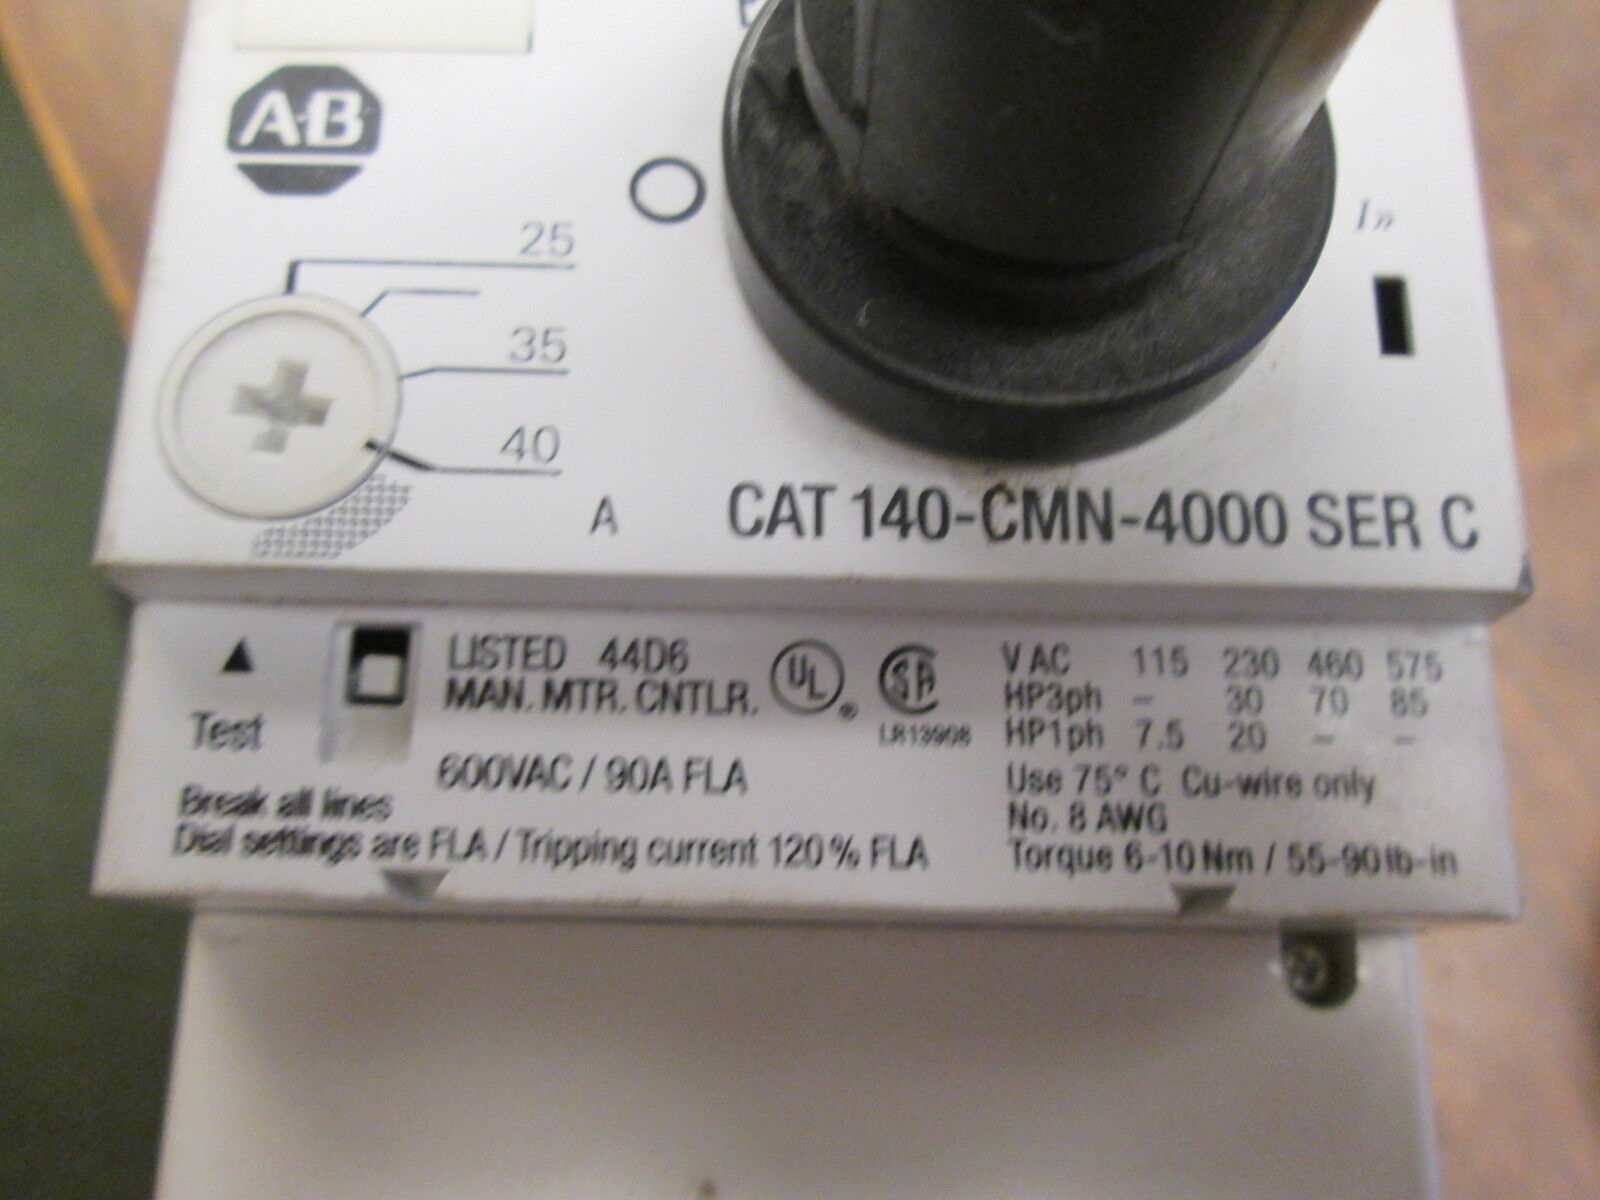 A-B
25
35
40
A
I»
CAT 140-CMN-4000 SER C
Test
LISTED 44D6
MAN. MTR. CNTLR.
UL ®
SA
LR13908
600VAC / 90A FLA
Break all lines
Dial settings are FLA / Tripping current 120% FLA
V AC 115 230 460 575
HP3ph - 30 70 85
HP1ph 7.5 20 - -
Use 75° C Cu-wire only
No. 8 AWG
Torque 6-10 Nm / 55-90 lb-in